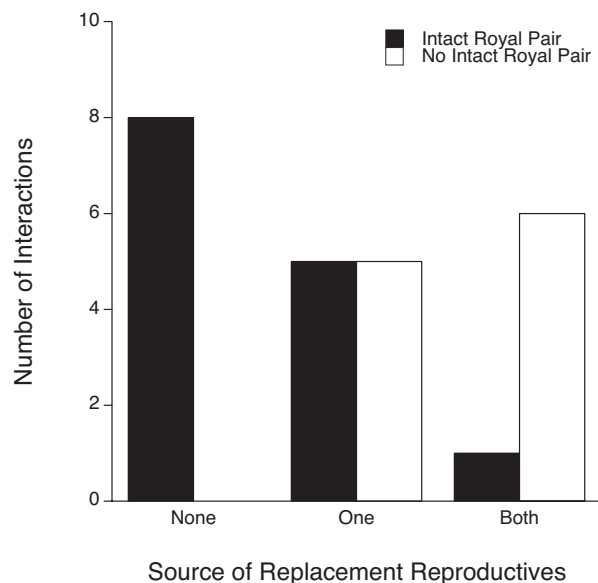 10
8
6
4
2
0
Number of Interactions
Intact Royal Pair
No Intact Royal Pair
None One Both
Source of Replacement Reproductives